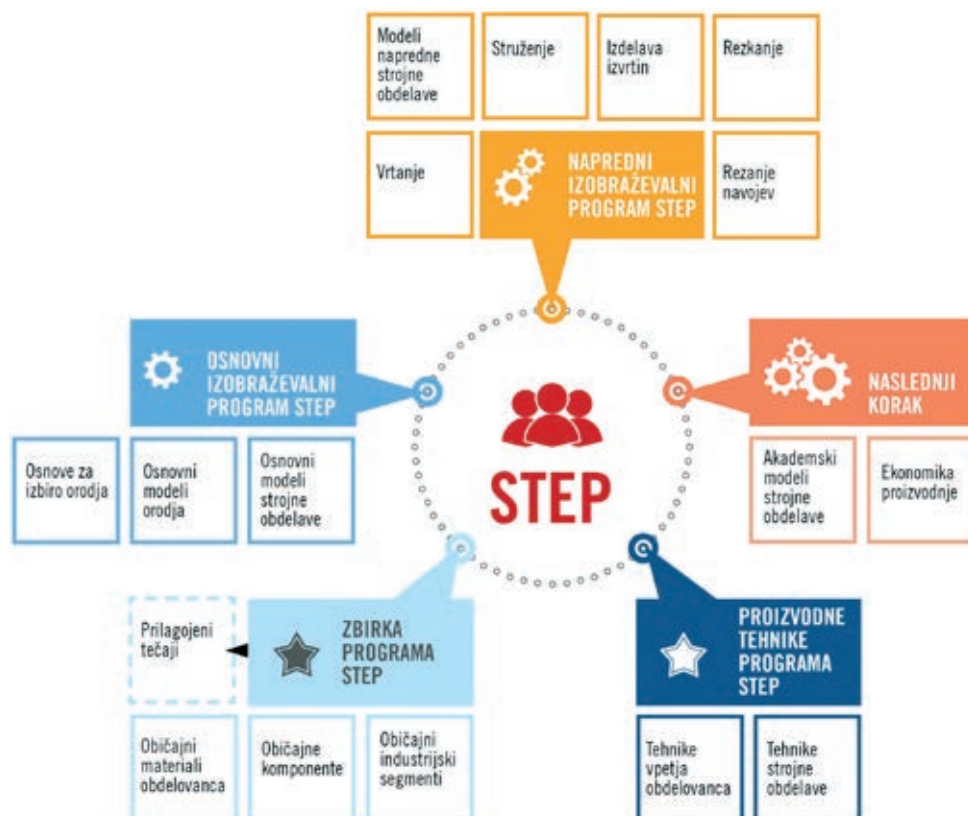 Modeli
napredne
strojne
obdelave
Struženje
Izdelava
izvrtin
Rezkanje
Vrtanje
NAPREDNI
IZOBRAŽEVALNI
PROGRAM STEP
Rezanje
navojev
OSNOVNI
IZOBRAŽEVALNI
PROGRAM STEP
Osnove za
izbiro orodja
Osnovni
modeli
orodja
Osnovni
modeli
strojne
obdelave
STEP
NASLEDNJI
KORAK
Akademski
modeli
strojne
obdelave
Ekonomika
proizvodnje
Prilagojeni
tečaji
ZBIRKA
PROGRAMA
STEP
Običajni
materiali
obdelovanca
Običajne
komponente
Običajni
industrijski
segmenti
PROIZVODNE
TEHNIKE
PROGRAMA
STEP
Tehnike
vpetja
obdelovanca
Tehnike
strojne
obdelave